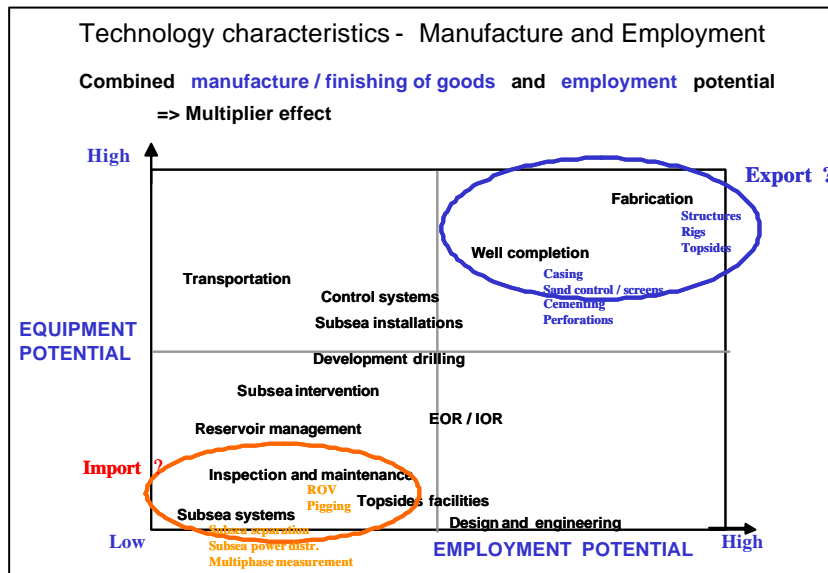 Technology characteristics - Manufacture and Employment
Combined manufacture / finishing of goods and employment potential
=> Multiplier effect
High
Export ?
Fabrication
Structures
Rigs
Topsides
Well completion
Casing
Sand control / screens
Cementing
Perforations
Transportation
Control systems
Subsea installations
EQUIPMENT
POTENTIAL
Development drilling
Subsea intervention
EOR / IOR
Reservoir management
Import ?
Inspection and maintenance
ROV
Pigging
Topsides facilities
Subsea systems
Subsea separation
Subsea power distr.
Multiphase measurement
Design and engineering
Low
EMPLOYMENT POTENTIAL
High